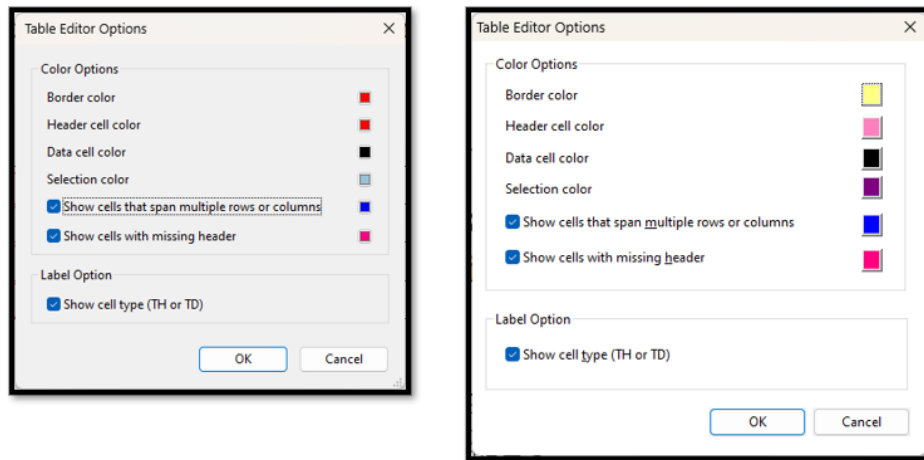 Table Editor Options
Color Options
Border color
Header cell color
Data cell color
Selection color
Show cells that span multiple rows or columns
Show cells with missing header
Label Option
Show cell type (TH or TD)
OK
Cancel
Table Editor Options
Color Options
Border color
Header cell color
Data cell color
Selection color
Show cells that span multiple rows or columns
Show cells with missing header
Label Option
Show cell type (TH or TD)
OK
Cancel